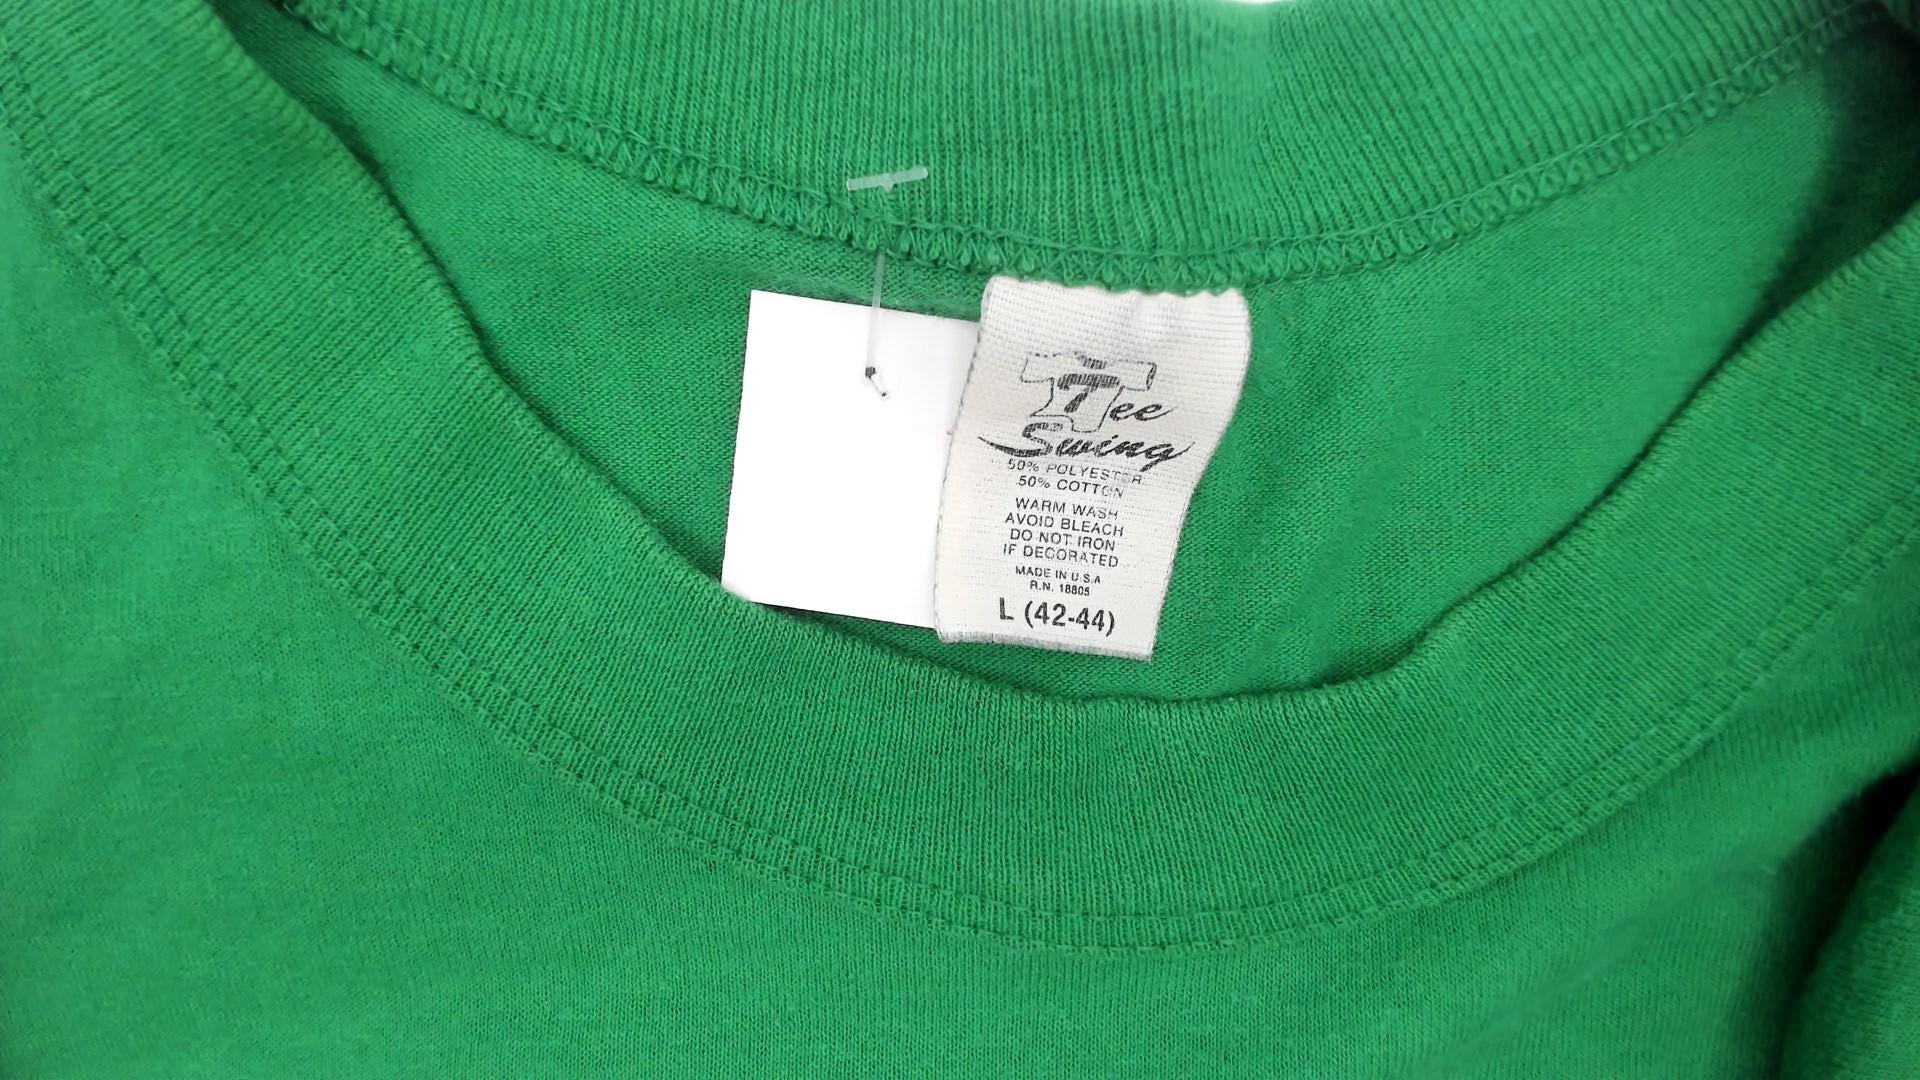 Tee
Swing
50% POLYESTER
50% COTTON
WARM WASH
AVOID BLEACH
DO NOT IRON
IF DECORATED
MADE IN U.S.A
R.N. 18805
L (42-44)